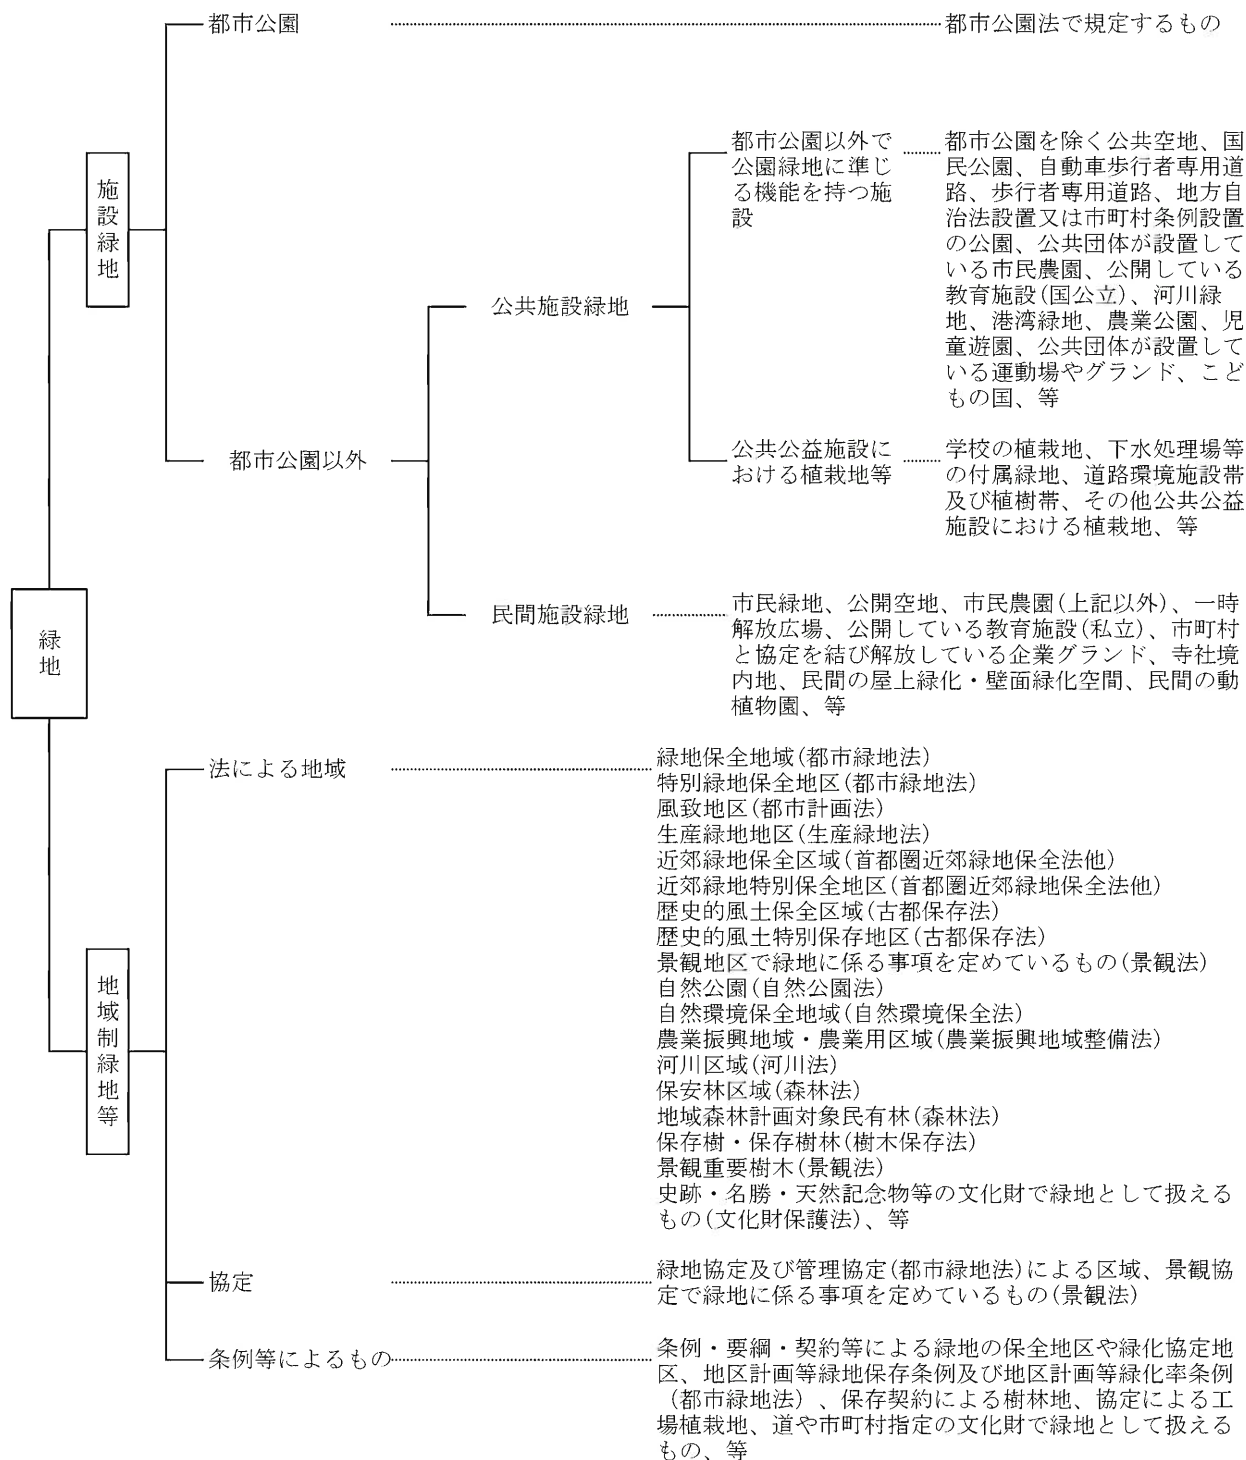 都市公園
都市公園法で規定するもの
施設緑地
都市公園以外で
公園緑地に準じ
る機能を持つ施
設
都市公園を除く公共空地、国
民公園、自動車歩行者専用道
路、歩行者専用道路、地方自
治法設置又は市町村条例設置
の公園、公共団体が設置して
いる市民農園、公開している
教育施設(国公立)、河川緑
地、港湾緑地、農業公園、児
童遊園、公共団体が設置して
いる運動場やグランド、こど
もの国、等
公共施設緑地
都市公園以外
公共公益施設に
おける植栽地等
学校の植栽地、下水処理場等
の付属緑地、道路環境施設帯
及び植樹帯、その他公共公益
施設における植栽地、等
民間施設緑地
市民緑地、公開空地、市民農園(上記以外)、一時
解放広場、公開している教育施設(私立)、市町村
と協定を結び解放している企業グランド、寺社境
内地、民間の屋上緑化・壁面緑化空間、民間の動
植物園、等
緑地
法による地域
緑地保全地域(都市緑地法)
特別緑地保全地区(都市緑地法)
風致地区(都市計画法)
生産緑地地区(生産緑地法)
近郊緑地保全区域(首都圏近郊緑地保全法他)
近郊緑地特別保全地区(首都圏近郊緑地保全法他)
歴史的風土保全区域(古都保存法)
歴史的風土特別保存地区(古都保存法)
景観地区で緑地に係る事項を定めているもの(景観法)
自然公園(自然公園法)
自然環境保全地域(自然環境保全法)
農業振興地域・農業用区域(農業振興地域整備法)
河川区域(河川法)
保安林区域(森林法)
地域森林計画対象民有林(森林法)
保存樹・保存樹林(樹木保存法)
景観重要樹木(景観法)
史跡・名勝・天然記念物等の文化財で緑地として扱える
もの(文化財保護法)、等
地域制緑地等
協定
緑地協定及び管理協定(都市緑地法)による区域、景観協
定で緑地に係る事項を定めているもの(景観法)
条例等によるもの
条例・要綱・契約等による緑地の保全地区や緑化協定地
区、地区計画等緑地保存条例及び地区計画等緑化率条例
(都市緑地法)、保存契約による樹林地、協定による工
場植栽地、道や市町村指定の文化財で緑地として扱える
もの、等